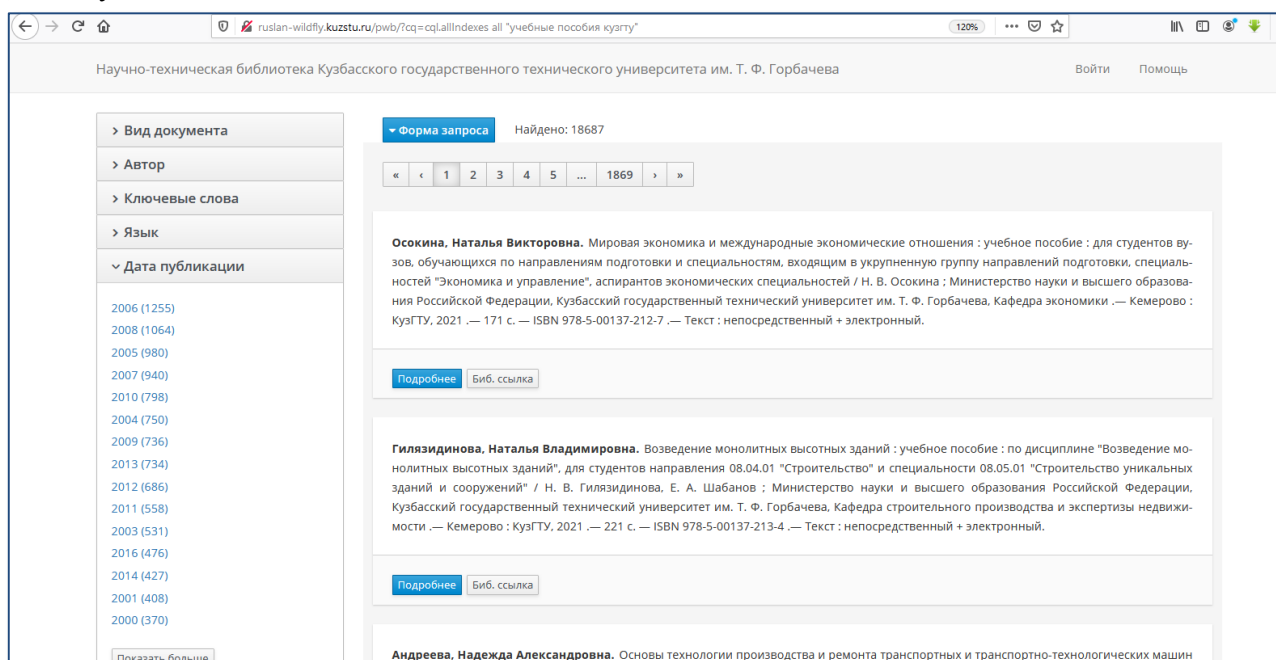 ruslan-wildfly.kuzstu.ru/pwb/?cq=cql.allIndexes all "учебные пособия кузгту"
120%
Научно-техническая библиотека Кузбасского государственного технического университета им. Т. Ф. Горбачева
Войти
Помощь
› Вид документа
› Автор
› Ключевые слова
› Язык
Дата публикации
2006 (1255)
2008 (1064)
2005 (980)
2007 (940)
2010 (798)
2004 (750)
2009 (736)
2013 (734)
2012 (686)
2011 (558)
2003 (531)
2016 (476)
2014 (427)
2001 (408)
2000 (370)
Показать больше
Форма запроса
Найдено: 18687
« ‹ 1 2 3 4 5 ... 1869 › »
Осокина, Наталья Викторовна. Мировая экономика и международные экономические отношения : учебное пособие : для студентов ву-
зов, обучающихся по направлениям подготовки и специальностям, входящим в укрупненную группу направлений подготовки, специаль-
ностей "Экономика и управление", аспирантов экономических специальностей / Н. В. Осокина ; Министерство науки и высшего образова-
ния Российской Федерации, Кузбасский государственный технический университет им. Т. Ф. Горбачева, Кафедра экономики .— Кемерово :
КузГТУ, 2021 .— 171 с. — ISBN 978-5-00137-212-7 .— Текст : непосредственный + электронный.
Подробнее
Биб. ссылка
Гилязидинова, Наталья Владимировна. Возведение монолитных высотных зданий : учебное пособие : по дисциплине "Возведение мо-
нолитных высотных зданий", для студентов направления 08.04.01 "Строительство" и специальности 08.05.01 "Строительство уникальных
зданий и сооружений" / Н. В. Гилязидинова, Е. А. Шабанов ; Министерство науки и высшего образования Российской Федерации,
Кузбасский государственный технический университет им. Т. Ф. Горбачева, Кафедра строительного производства и экспертизы недвижи-
мости .— Кемерово : КузГТУ, 2021 .— 221 с. — ISBN 978-5-00137-213-4 .— Текст : непосредственный + электронный.
Подробнее
Биб. ссылка
Андреева, Надежда Александровна. Основы технологии производства и ремонта транспортных и транспортно-технологических машин